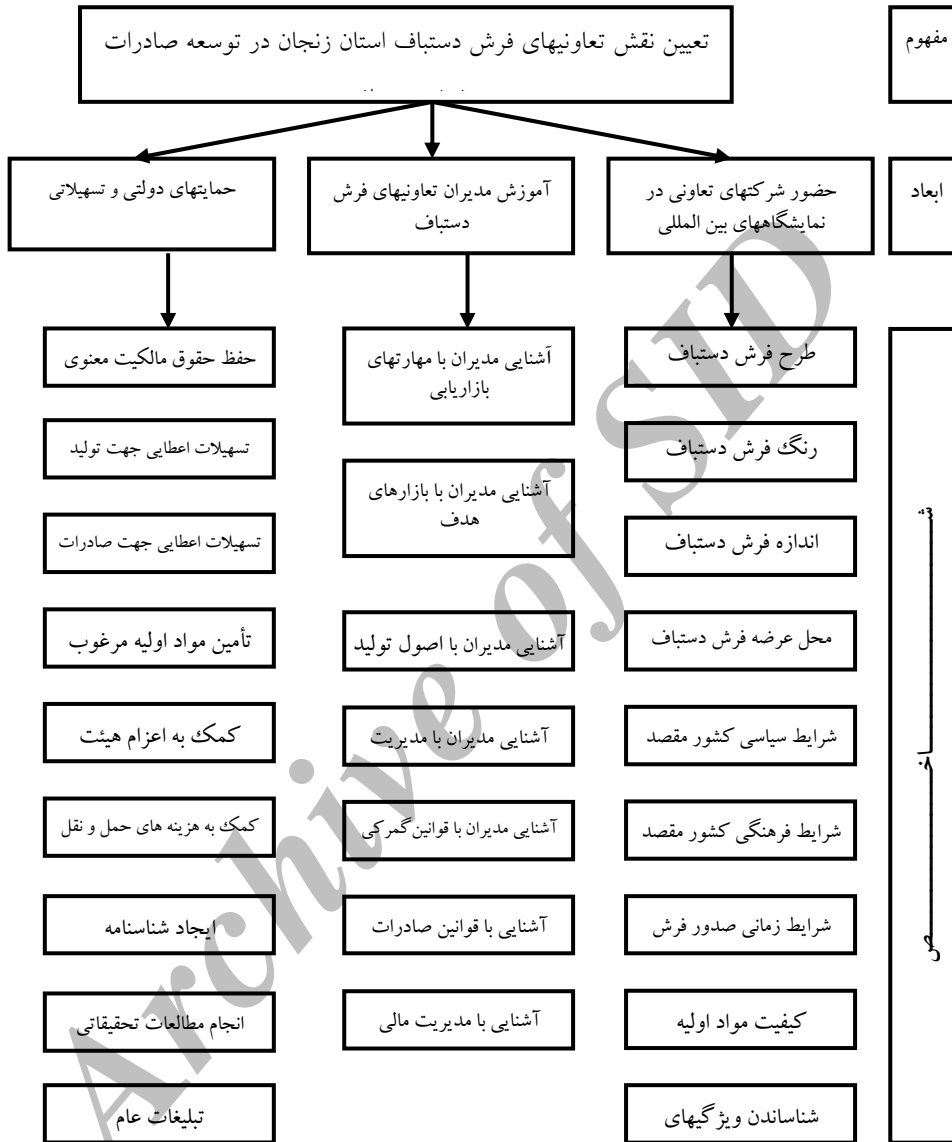 مفهوم
تعیین نقش تعاونیهای فرش دستباف استان زنجان در توسعه صادرات
ابعاد
حضور شرکتهای تعاونی در
نمایشگاههای بین المللی
آموزش مدیران تعاونیهای فرش
دستباف
حمایتهای دولتی و تسهیلاتی
شـــاخـــص
طرح فرش دستباف
رنگ فرش دستباف
اندازه فرش دستباف
محل عرضه فرش دستباف
شرایط سیاسی کشور مقصد
شرایط فرهنگی کشور مقصد
شرایط زمانی صدور فرش
کیفیت مواد اولیه
شناساندن ویژگیهای
آشنایی مدیران با مهارتهای
بازاریابی
آشنایی مدیران با بازارهای
هدف
آشنایی مدیران با اصول تولید
آشنایی مدیران با مدیریت
آشنایی مدیران با قوانین گمرکی
آشنایی با قوانین صادرات
آشنایی با مدیریت مالی
حفظ حقوق مالکیت معنوی
تسهیلات اعطایی جهت تولید
تسهیلات اعطایی جهت صادرات
تأمین مواد اولیه مرغوب
کمک به اعزام هیئت
کمک به هزینه های حمل و نقل
ایجاد شناسنامه
انجام مطالعات تحقیقاتی
تبلیغات عام
Archive of SID